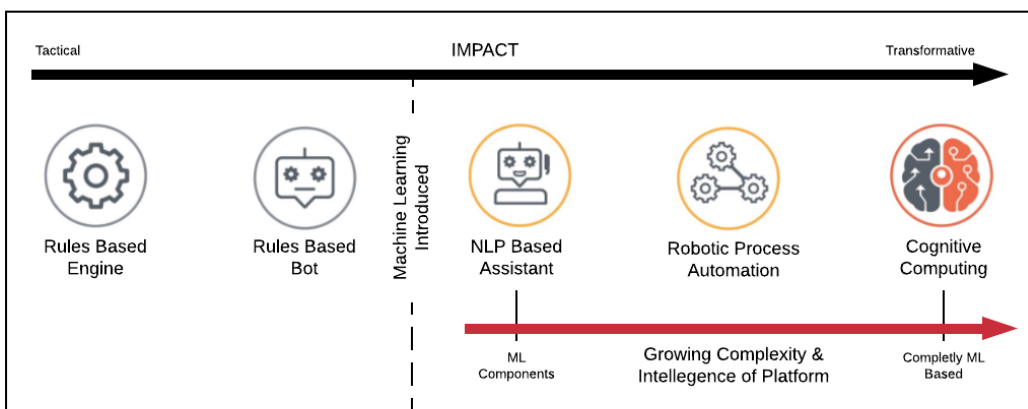 Tactical
IMPACT
Transformative
Machine Learning
Introduced
Rules Based
Engine
Rules Based
Bot
NLP Based
Assistant
Robotic Process
Automation
Cognitive
Computing
ML
Components
Growing Complexity &
Intellegence of Platform
Completly ML
Based